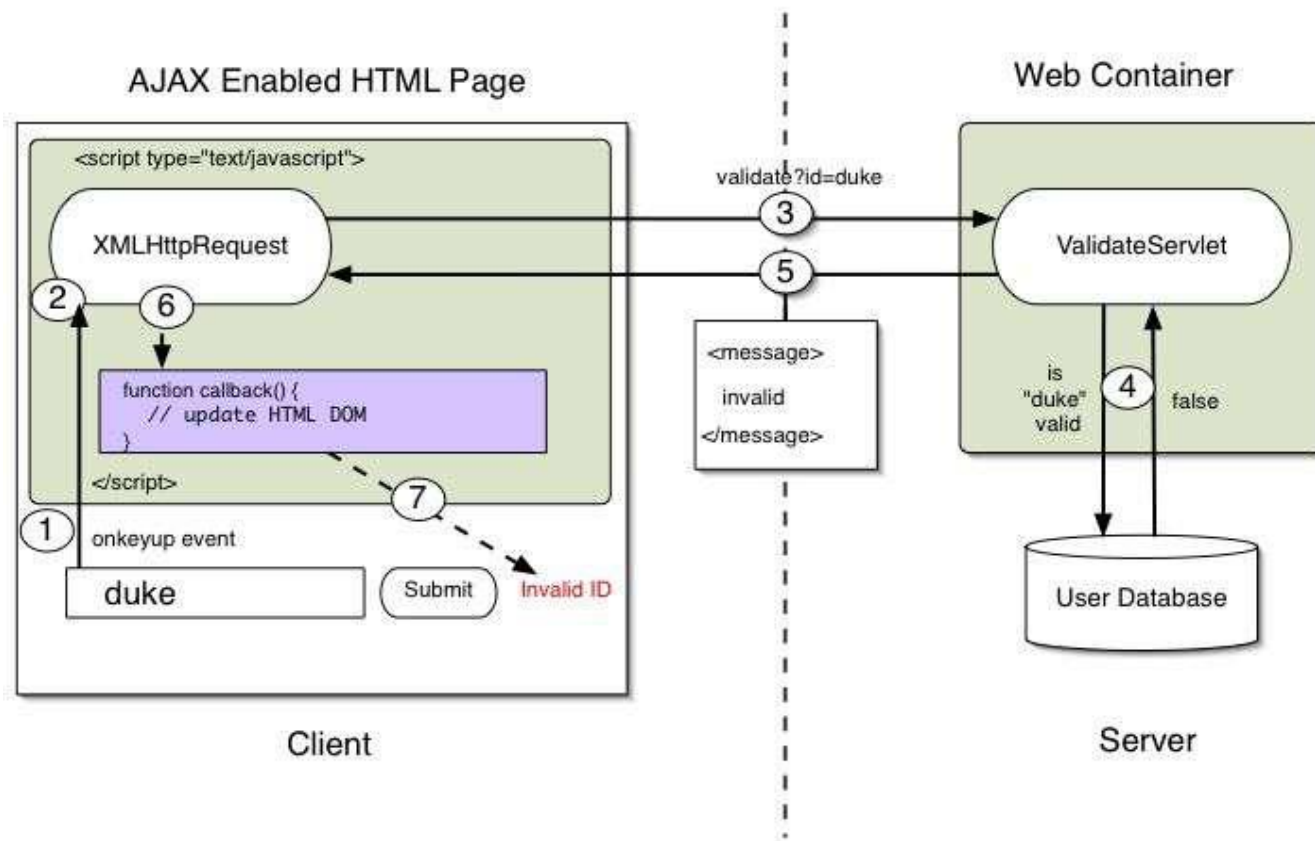 AJAX Enabled HTML Page
Web Container
<script type="text/javascript">
validate?id=duke
3
XMLHttpRequest
ValidateServlet
5
2
6
<message>
invalid
</message>
function callback() {
// update HTML DOM
}
is
"duke"
valid
4
false
</script>
7
1
onkeyup event
duke
Submit
Invalid ID
User Database
Client
Server